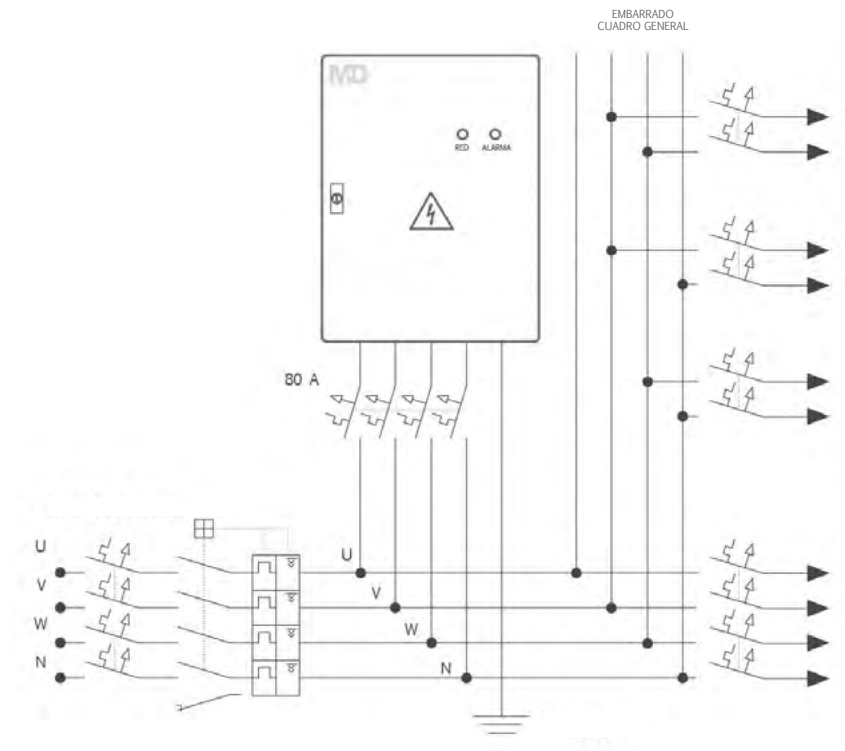 EMBARRADO
CUADRO GENERAL
MD
RED ALARMA
80 A
U
V
W
N
U
V
W
N